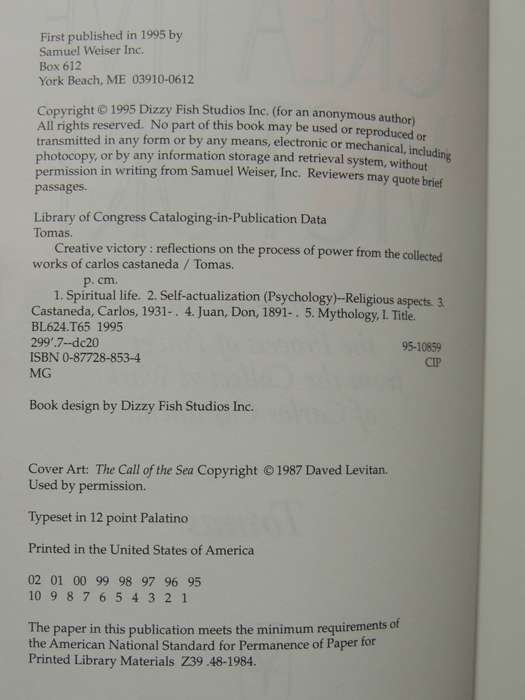 First published in 1995 by
Samuel Weiser Inc.
Box 612
York Beach, ME 03910-0612
Copyright © 1995 Dizzy Fish Studios Inc. (for an anonymous author)
All rights reserved. No part of this book may be used or reproduced or
transmitted in any form or by any means, electronic or mechanical, including
photocopy, or by any information storage and retrieval system, without
permission in writing from Samuel Weiser, Inc. Reviewers may quote brief
passages.
Library of Congress Cataloging-in-Publication Data
Tomas.
Creative victory : reflections on the process of power from the collected
works of carlos castaneda / Tomas.
p. cm.
1. Spiritual life. 2. Self-actualization (Psychology)--Religious aspects. 3.
Castaneda, Carlos, 1931- . 4. Juan, Don, 1891- . 5. Mythology, I. Title.
BL624.T65 1995
299'.7--dc20 95-10859
ISBN 0-87728-853-4 CIP
MG
Book design by Dizzy Fish Studios Inc.
Cover Art: The Call of the Sea Copyright © 1987 Daved Levitan.
Used by permission.
Typeset in 12 point Palatino
Printed in the United States of America
02 01 00 99 98 97 96 95
10 9 8 7 6 5 4 3 2 1
The paper in this publication meets the minimum requirements of
the American National Standard for Permanence of Paper for
Printed Library Materials Z39 .48-1984.